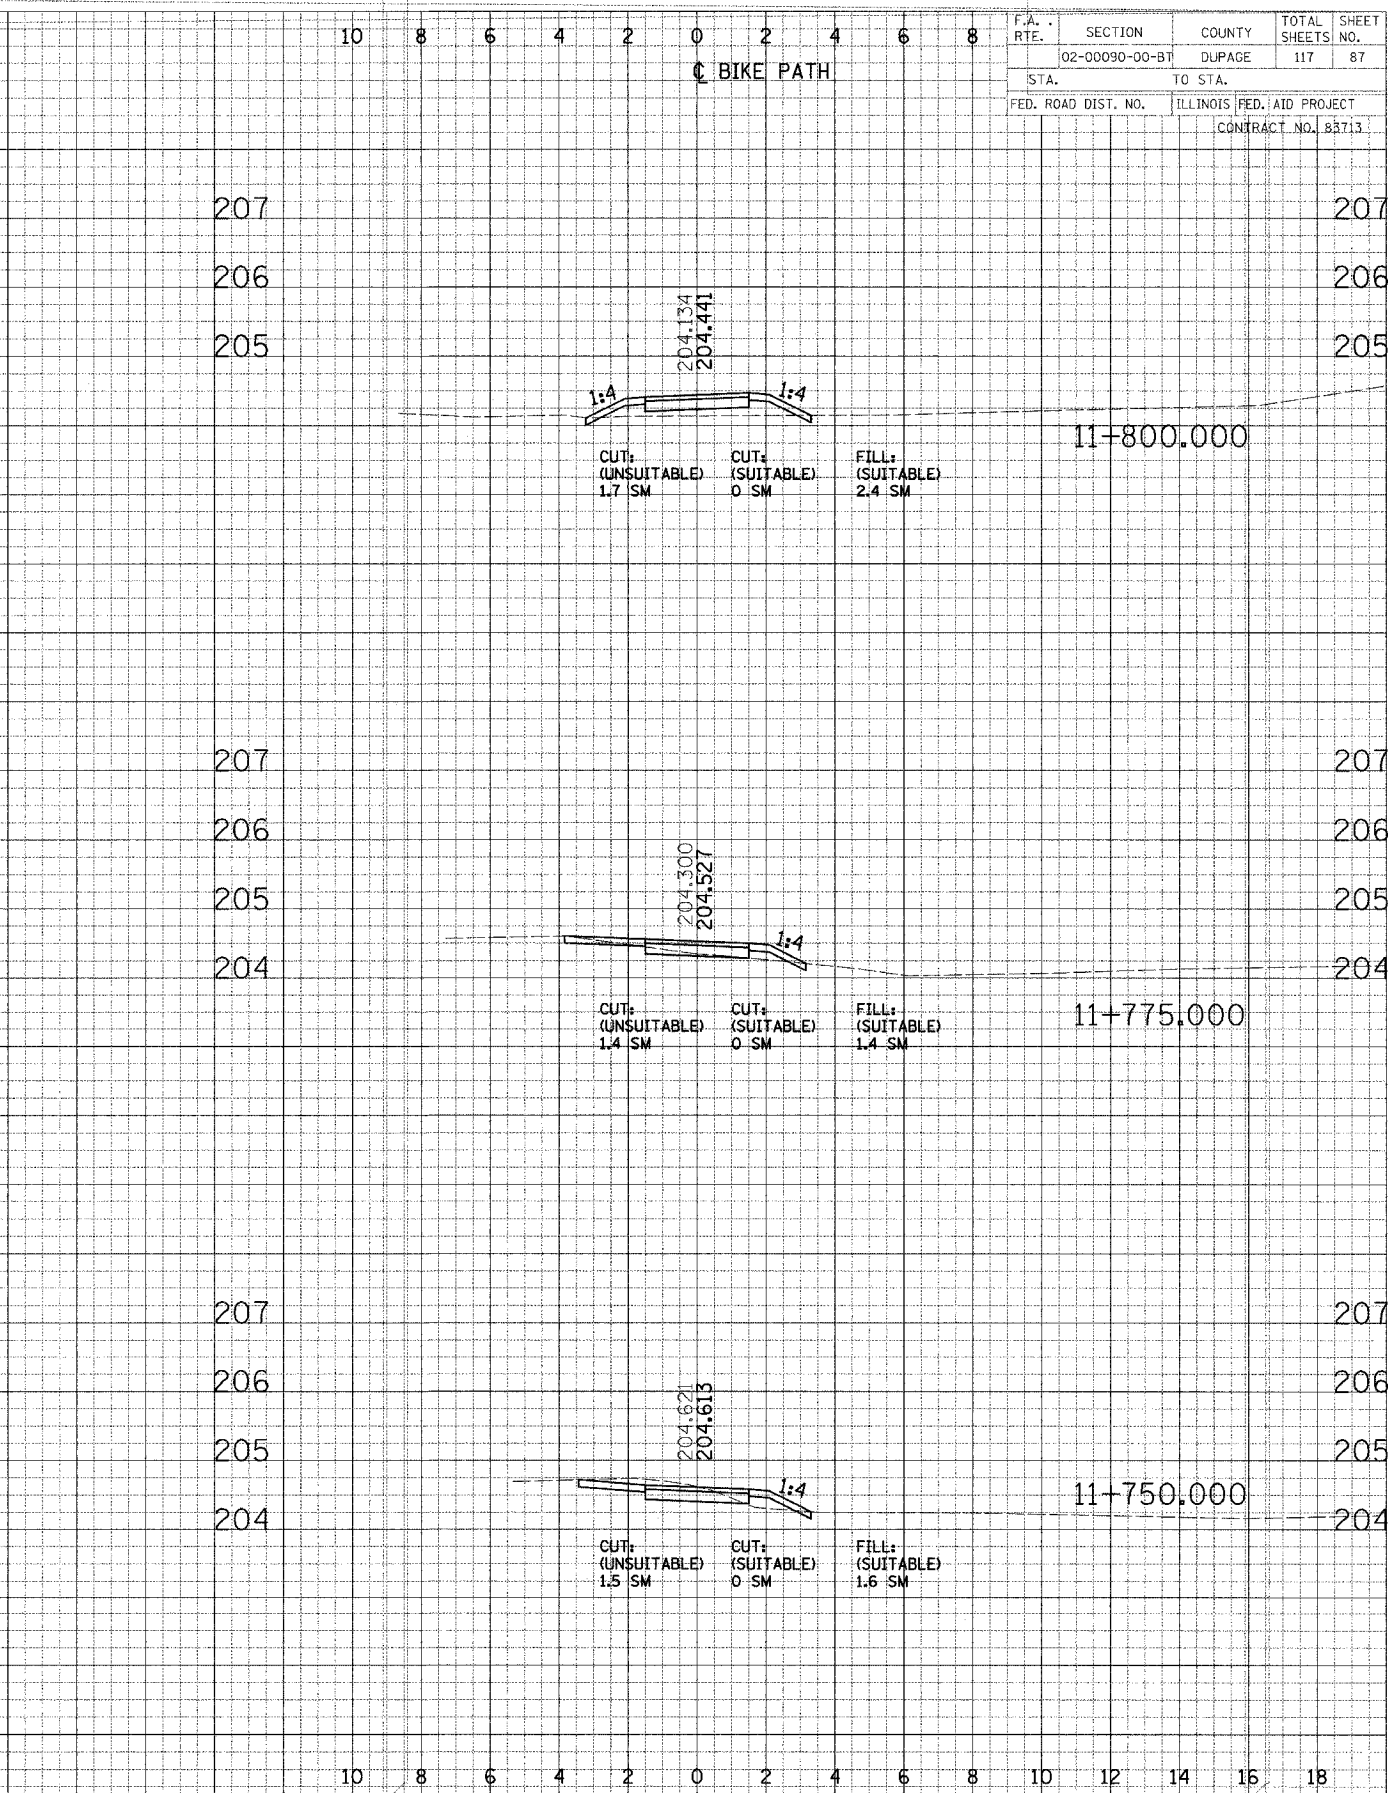 10 8 6 4 2 0 2 4 6 8
℄ BIKE PATH
F.A. . RTE. SECTION COUNTY TOTAL SHEETS SHEET NO.
02-00090-00-BT DUPAGE 117 87
STA. TO STA.
FED. ROAD DIST. NO. ILLINOIS FED. AID PROJECT
CONTRACT NO. 83713
207 207
206 206
204.134
204.441
205 205
1:4 1:4
11+800.000
CUT: CUT: FILL:
(UNSUITABLE) (SUITABLE) (SUITABLE)
1.7 SM 0 SM 2.4 SM
207 207
206 206
204.300
204.527
205 205
1:4
204 204
11+775.000
CUT: CUT: FILL:
(UNSUITABLE) (SUITABLE) (SUITABLE)
1.4 SM 0 SM 1.4 SM
207 207
206 206
204.621
204.613
205 205
1:4
11+750.000
204 204
CUT: CUT: FILL:
(UNSUITABLE) (SUITABLE) (SUITABLE)
1.5 SM 0 SM 1.6 SM
10 8 6 4 2 0 2 4 6 8 10 12 14 16 18